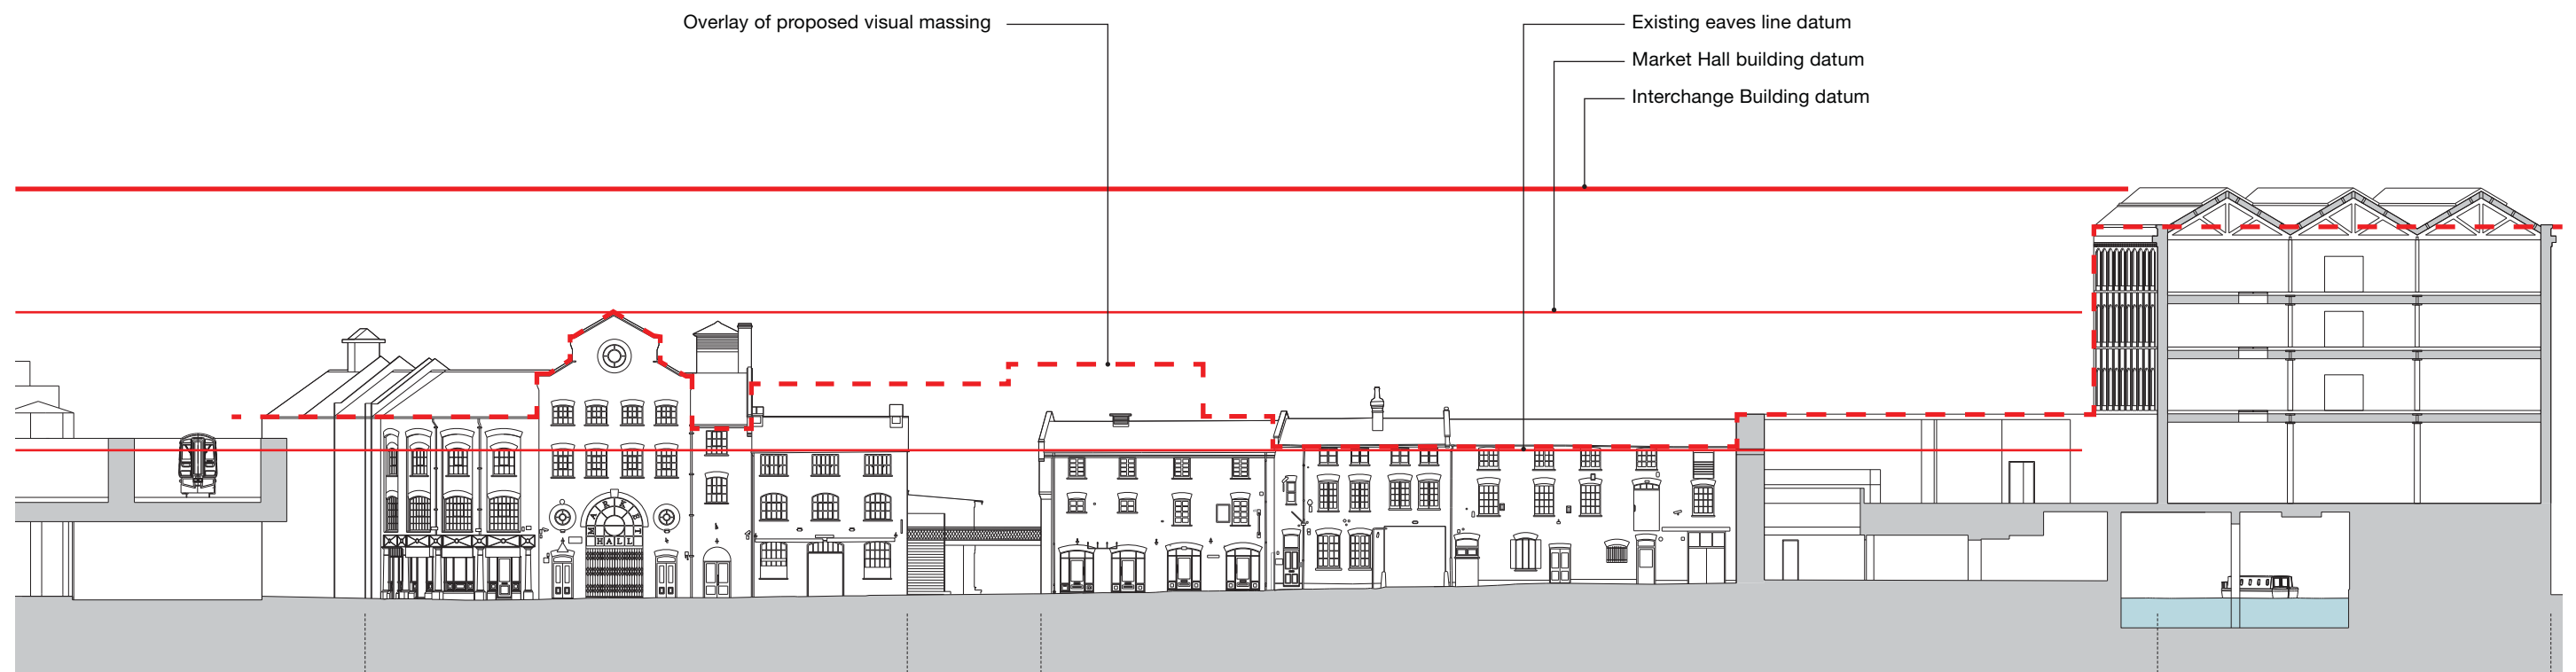 Overlay of proposed visual massing
Existing eaves line datum
Market Hall building datum
Interchange Building datum
MARKET
HALL